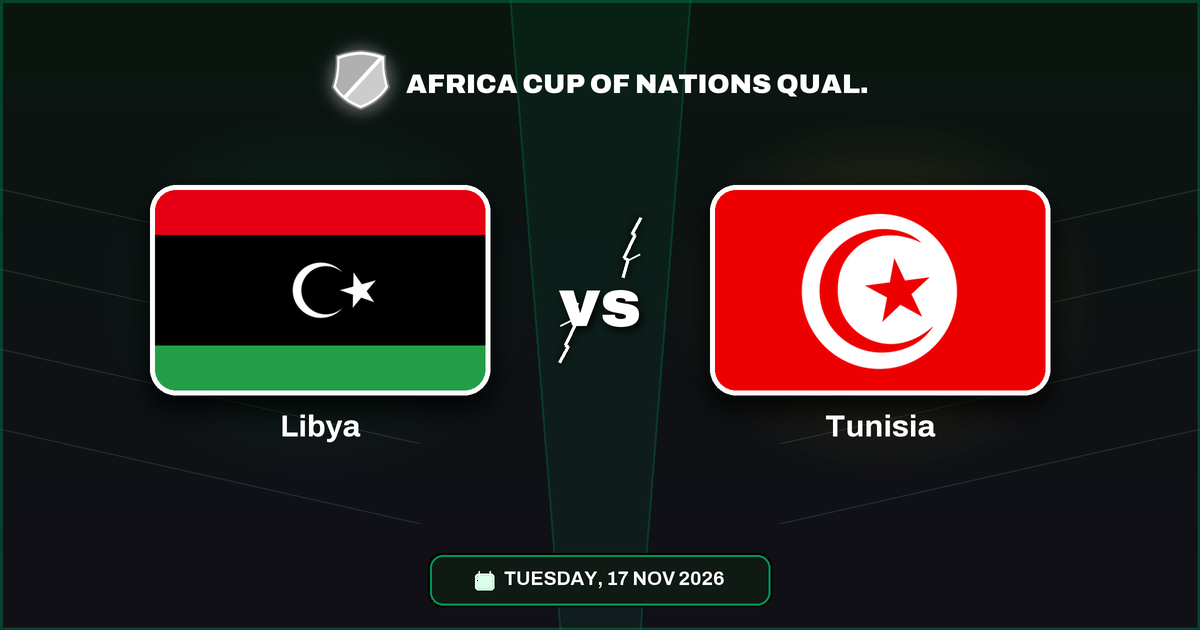 AFRICA CUP OF NATIONS QUAL.
VS
Libya
Tunisia
TUESDAY, 17 NOV 2026